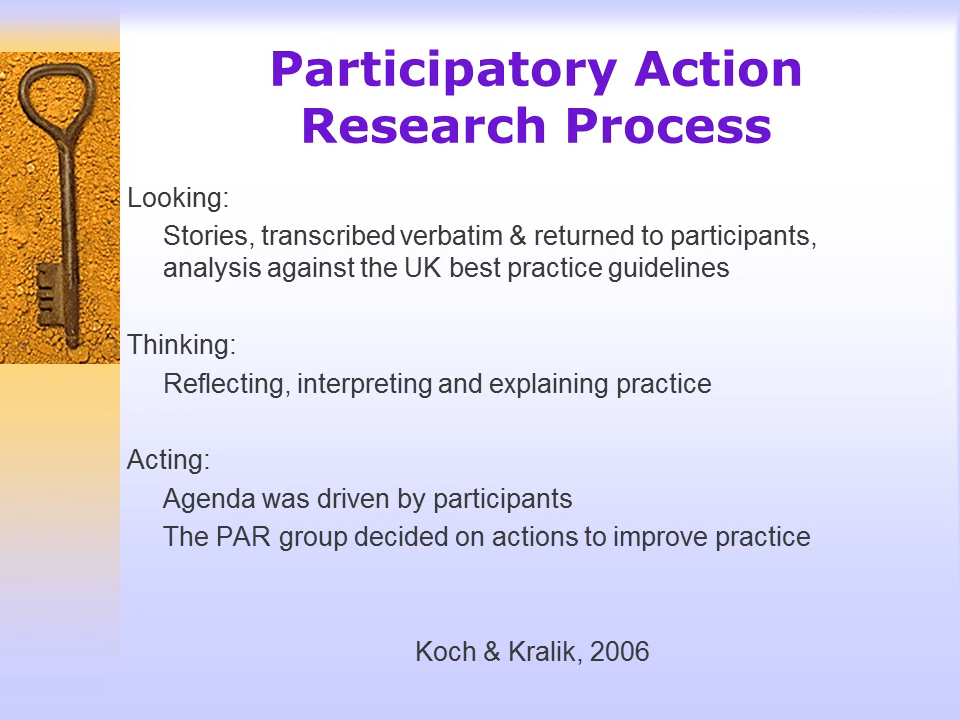 Participatory Action
Research Process
Looking:
Stories, transcribed verbatim & returned to participants,
analysis against the UK best practice guidelines
Thinking:
Reflecting, interpreting and explaining practice
Acting:
Agenda was driven by participants
The PAR group decided on actions to improve practice
Koch & Kralik, 2006